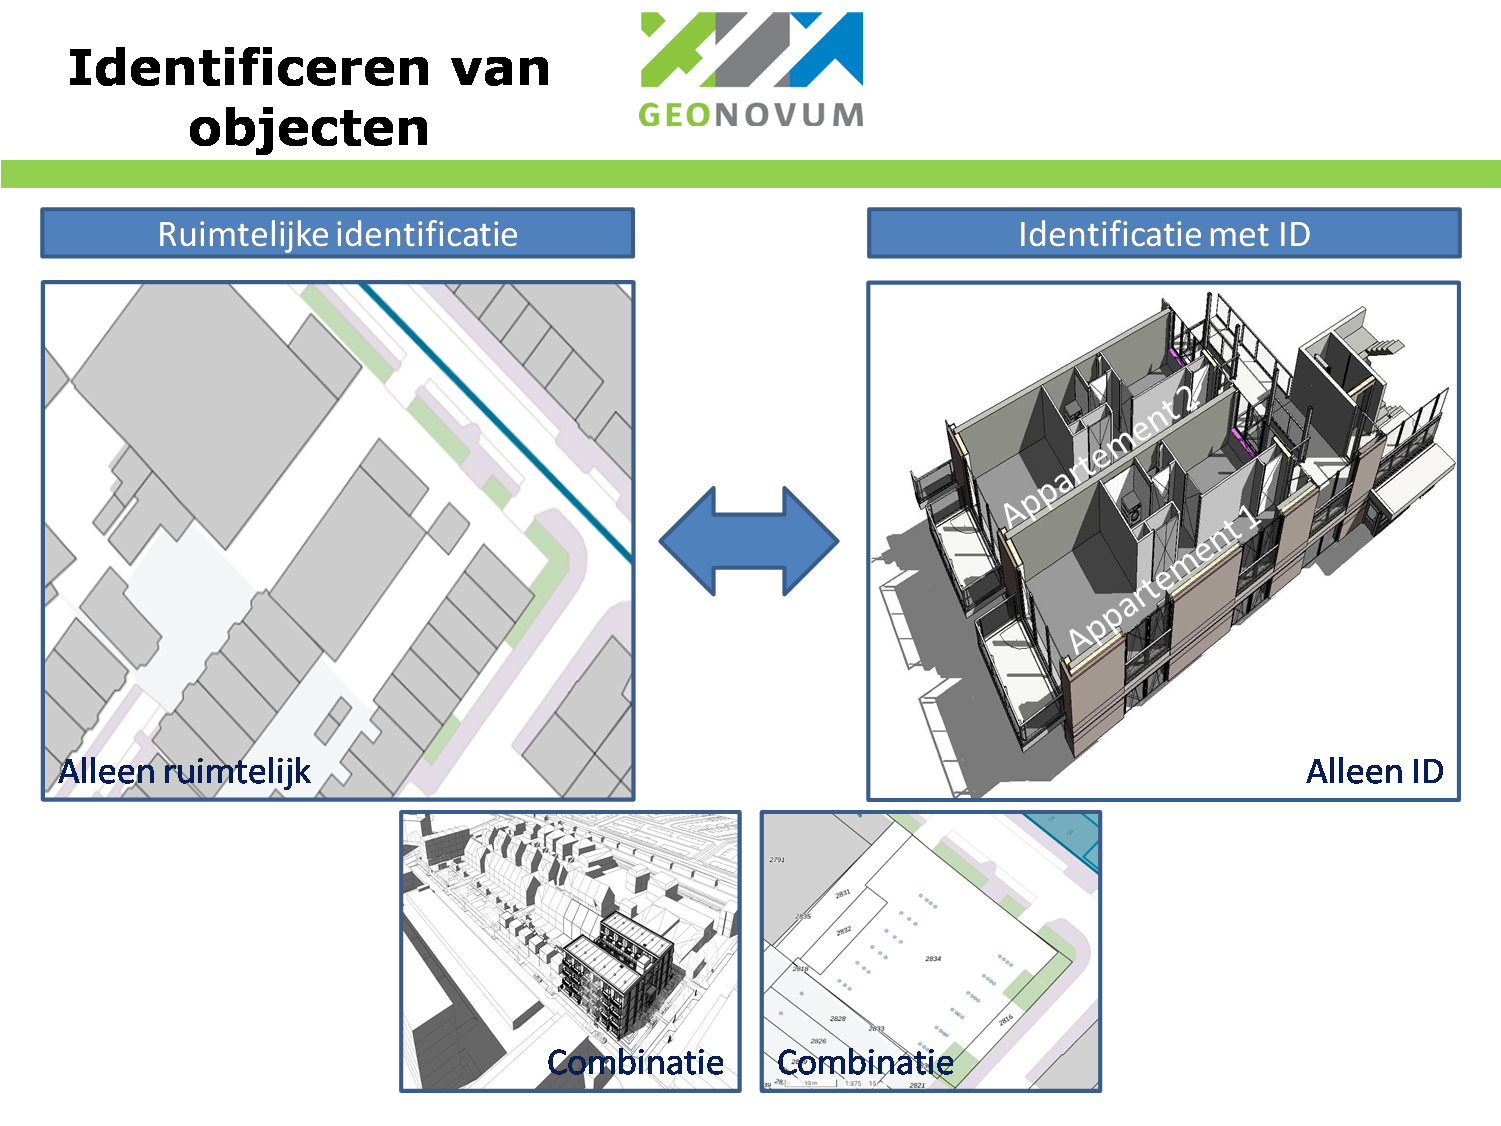 Identificeren van
objecten
GEONOVUM
Ruimtelijke identificatie
Identificatie met ID
Appartement 2
Appartement 1
Alleen ruimtelijk
Alleen ID
Combinatie
2791
2831
2835
2832
2834
2818
2828
2833
2816
2826
2821
10 m
1:375
15
Combinatie